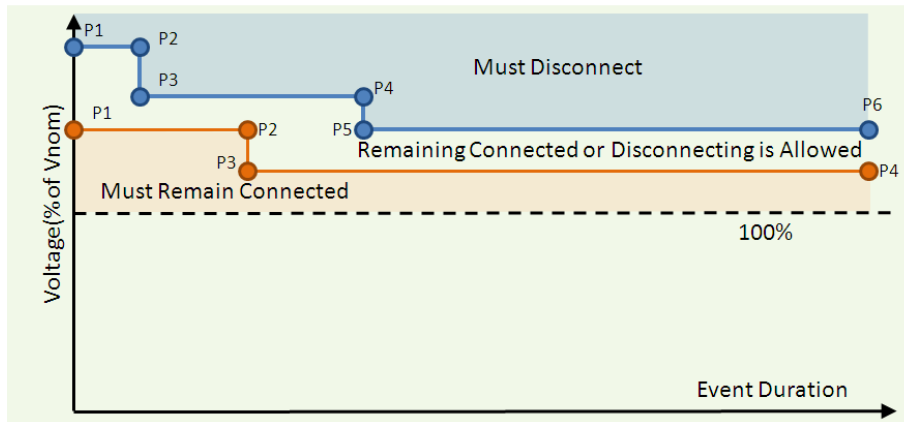 P1
P2
Must Disconnect
P3
P4
P6
P1
P2
P5
Remaining Connected or Disconnecting is Allowed
P3
P4
Must Remain Connected
100%
Voltage(%of Vnom)
Event Duration